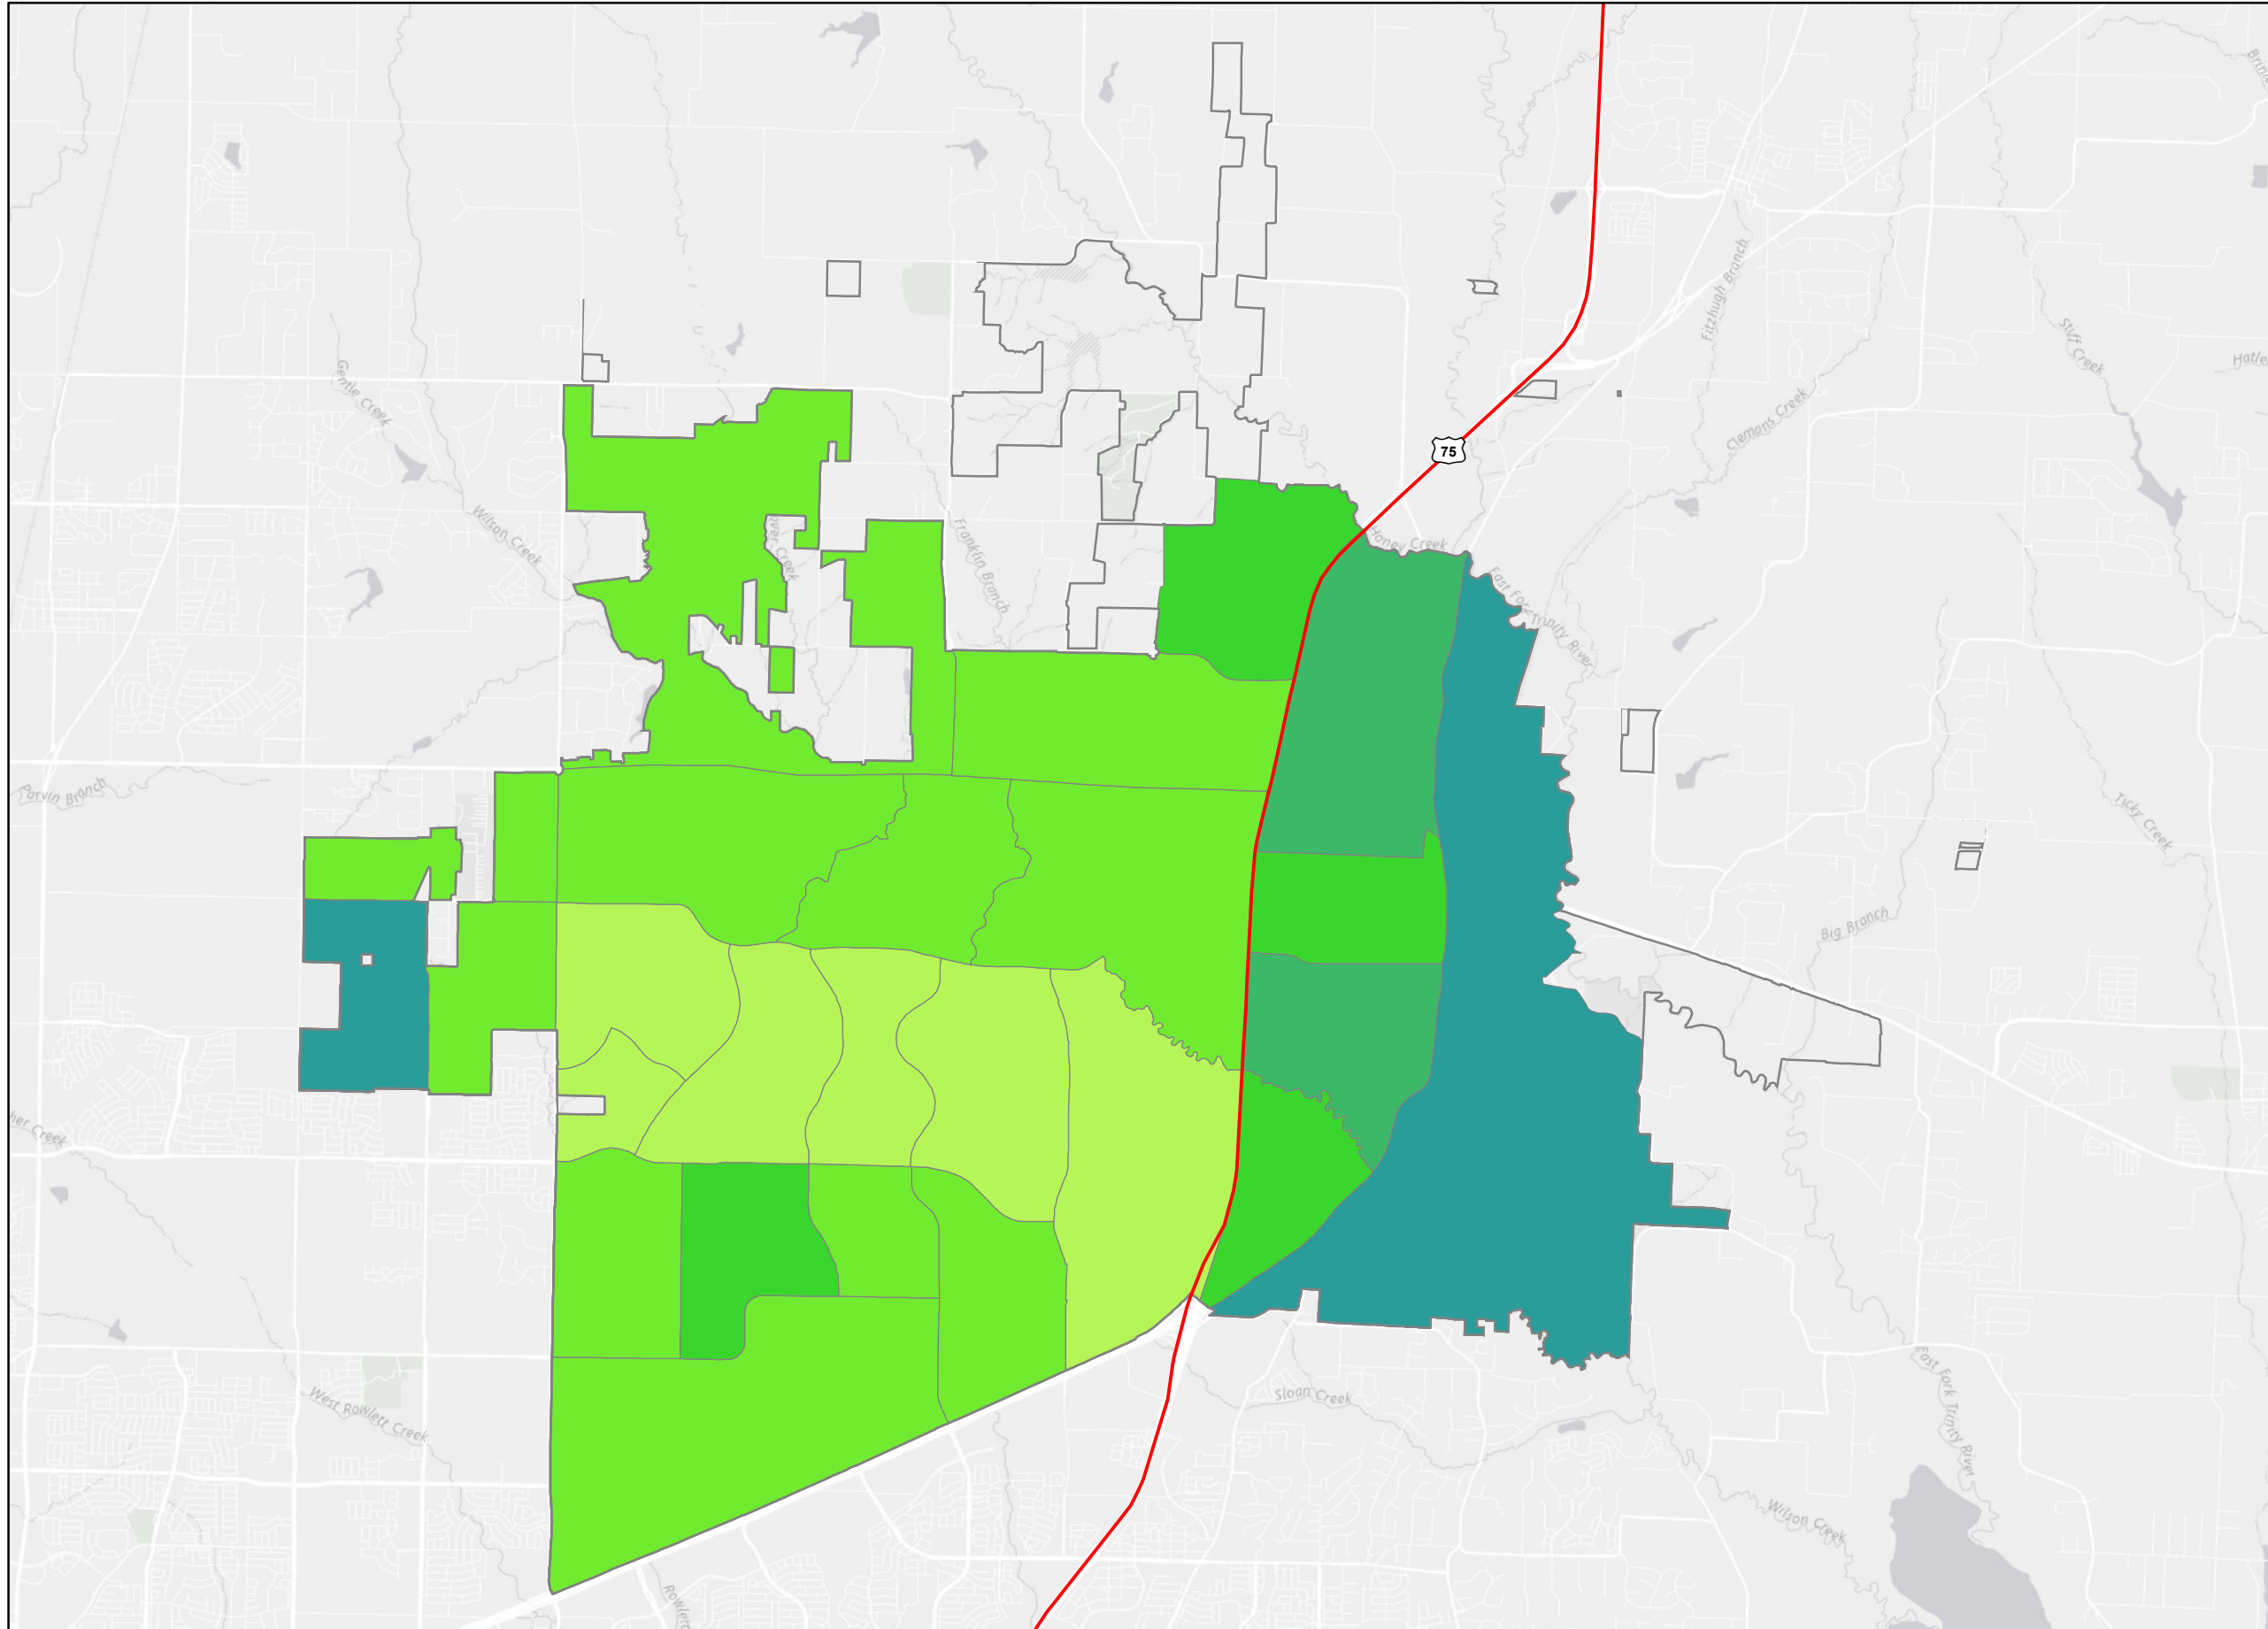 Gentle Creek
Wilson Creek
Franklin Branch
75
Honey Creek
East Fork Trinity River
Fitzhugh Branch
Clemons Creek
Stiff Creek
Parvin Branch
Ticky Creek
Big Branch
West Rowlett Creek
Sloan Creek
East Fork Trinity River
Wilson Creek
Rowlett